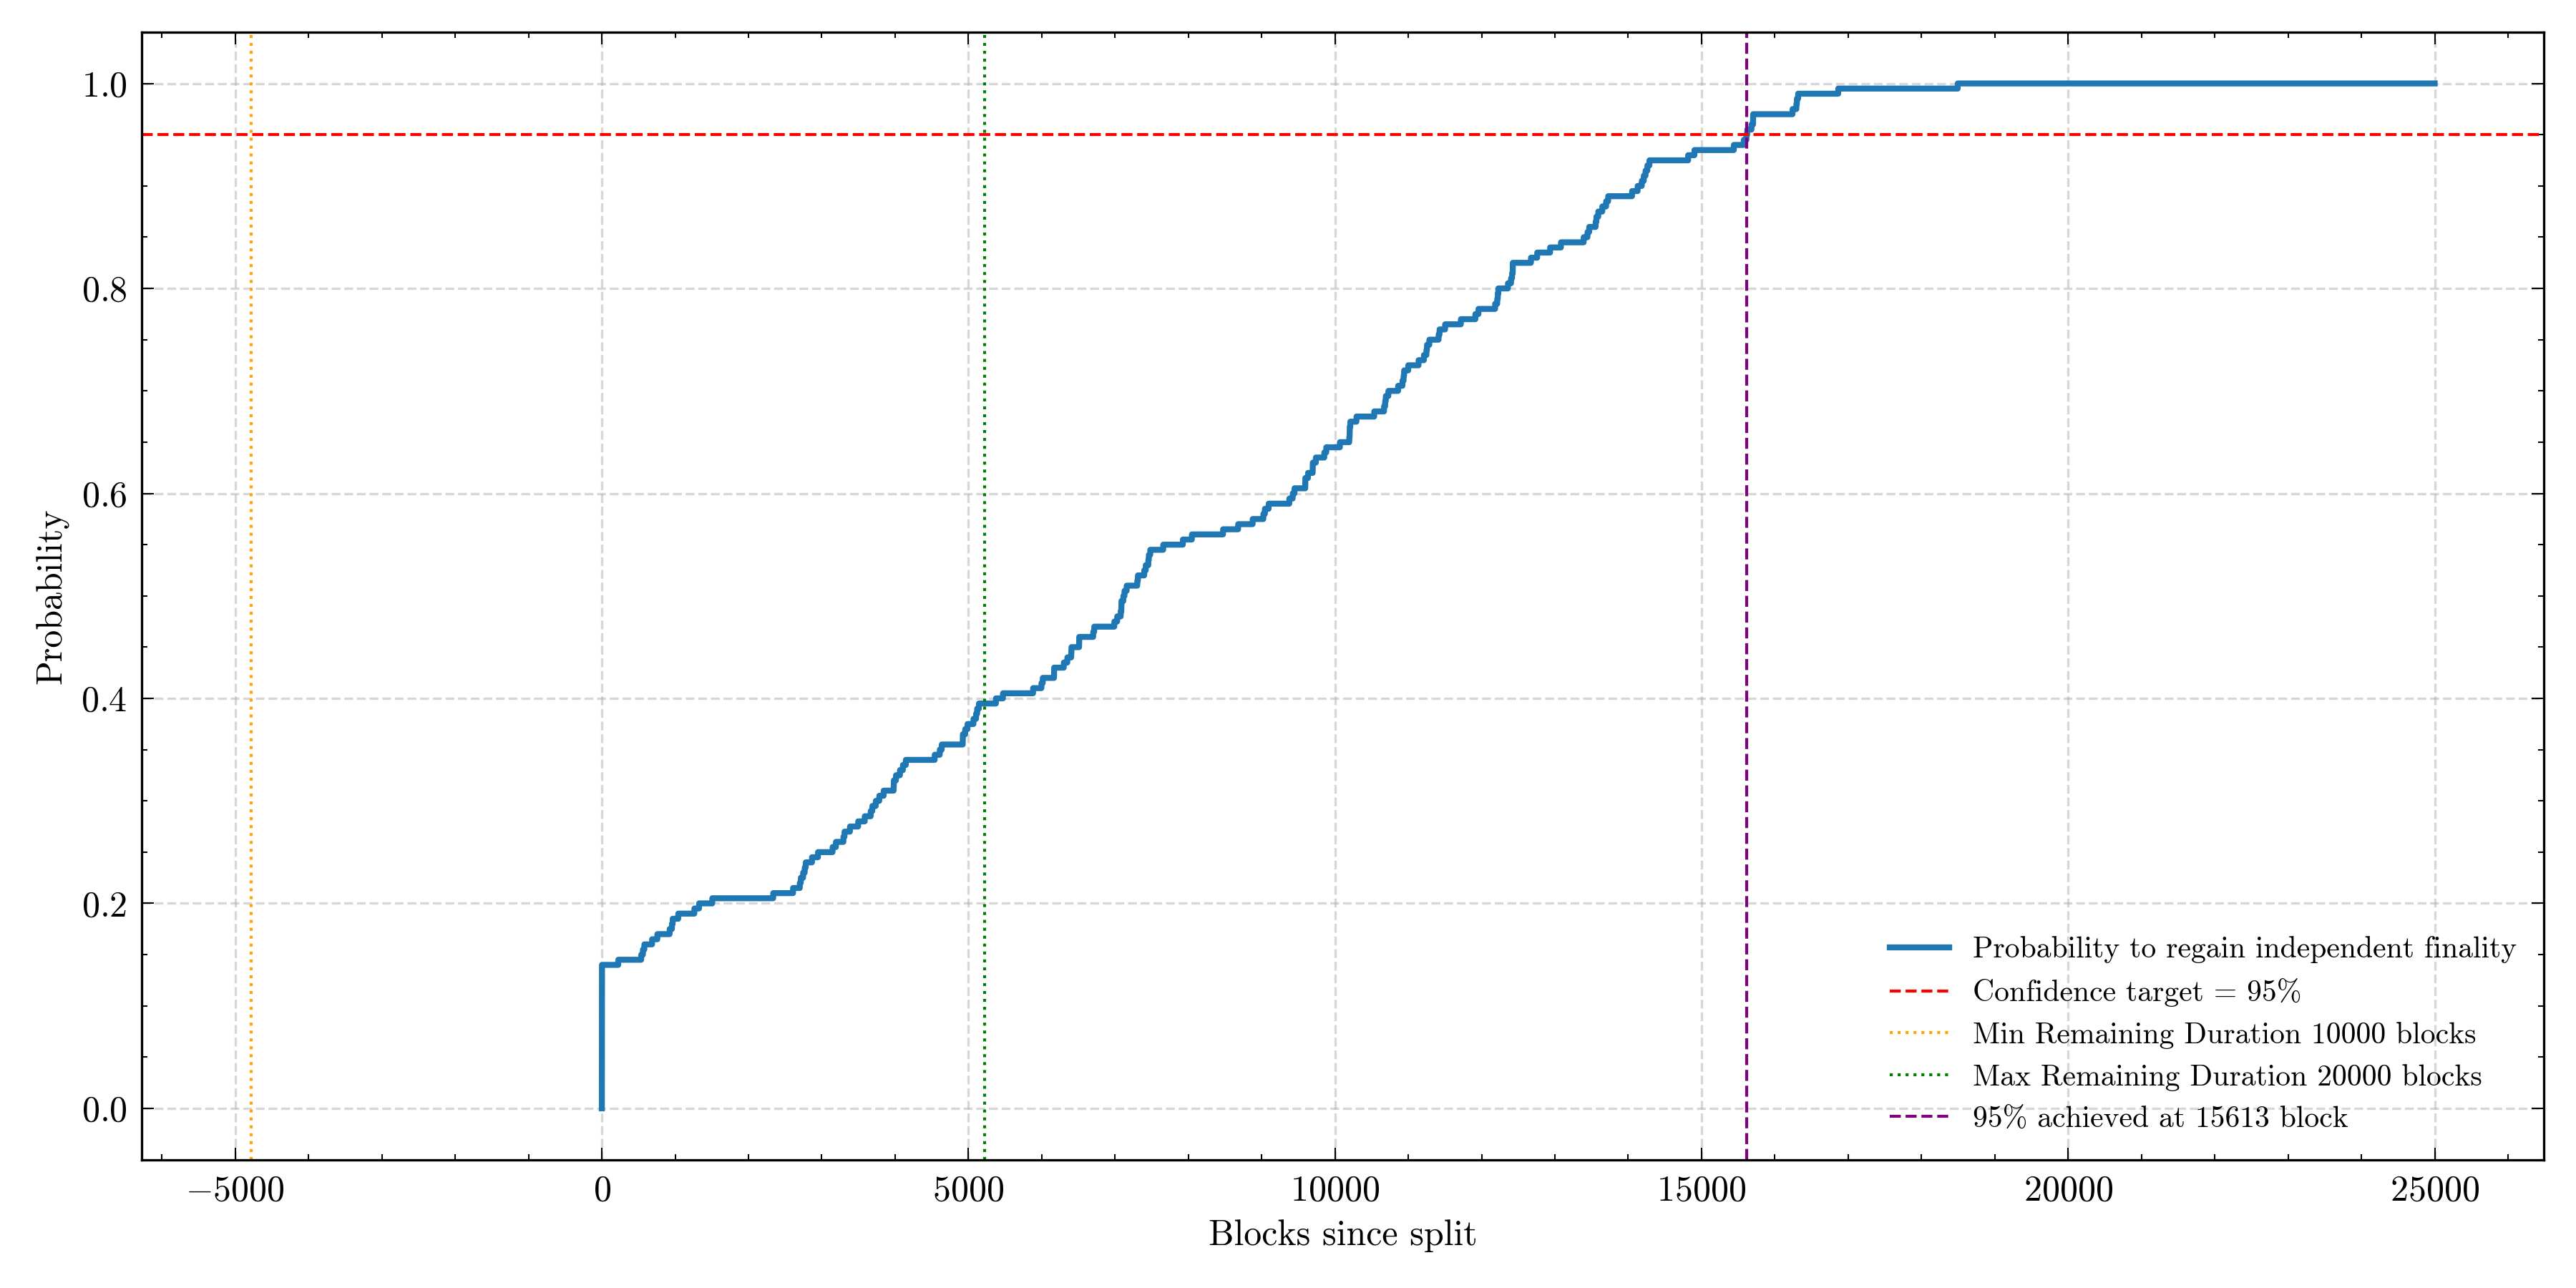 1.0
0.8
0.6
0.4
0.2
0.0
Probability
−5000 0 5000 10000 15000 20000 25000
Blocks since split
Probability to regain independent finality
Confidence target = 95%
Min Remaining Duration 10000 blocks
Max Remaining Duration 20000 blocks
95% achieved at 15613 block